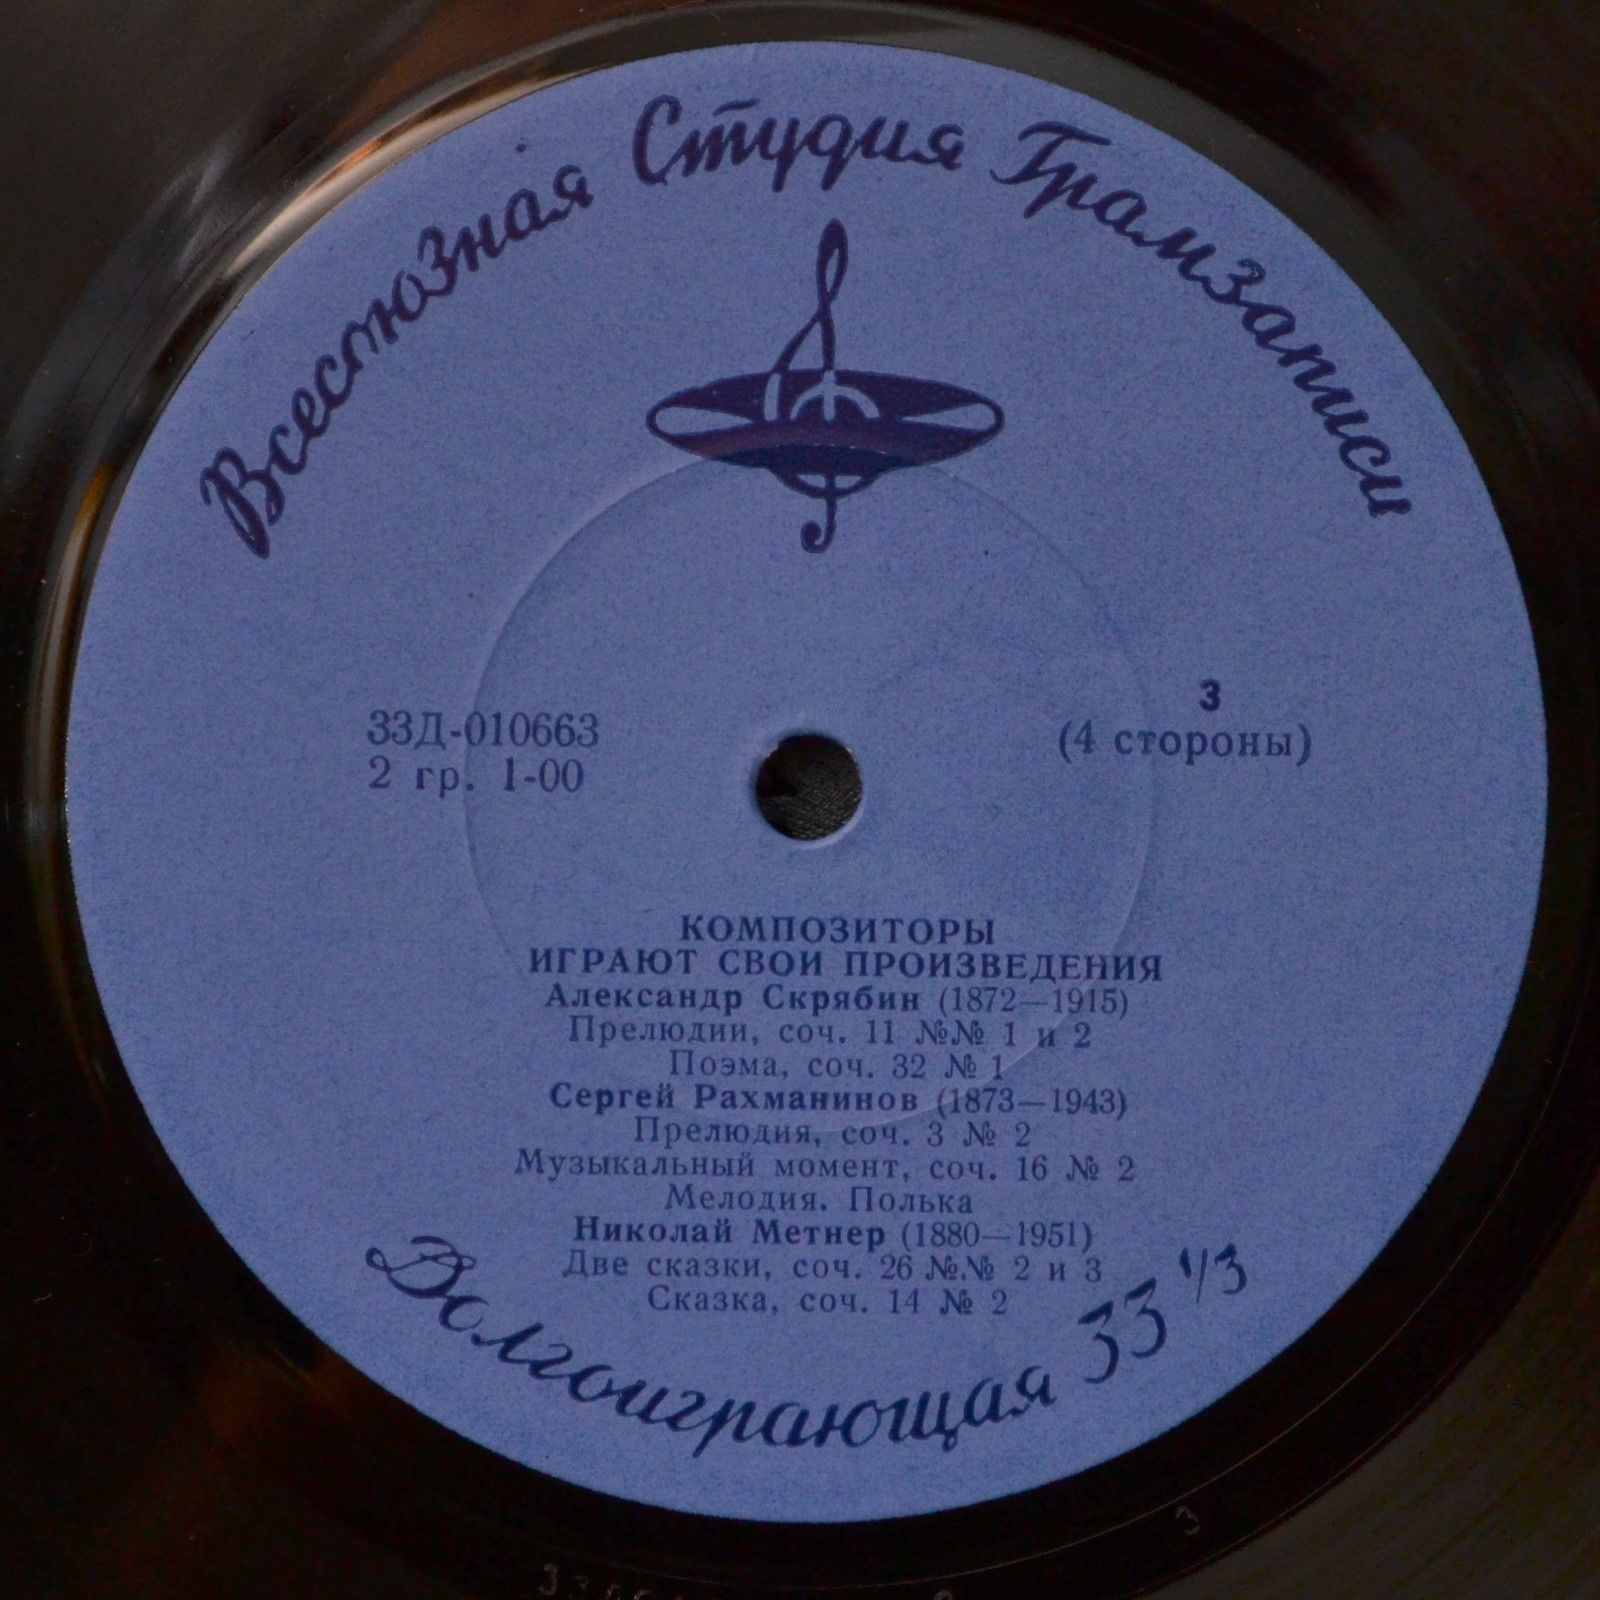 Всесоюзная Студия Грамзаписи
33Д-010663
2 гр. 1-00
3
(4 стороны)
КОМПОЗИТОРЫ
ИГРАЮТ СВОИ ПРОИЗВЕДЕНИЯ
Александр Скрябин (1872—1915)
Прелюдии, соч. 11 №№ 1 и 2
Поэма, соч. 32 № 1
Сергей Рахманинов (1873—1943)
Прелюдия, соч. 3 № 2
Музыкальный момент, соч. 16 № 2
Мелодия. Полька
Николай Метнер (1880—1951)
Две сказки, соч. 26 №№ 2 и 3
Сказка, соч. 14 № 2
Долгоиграющая 33 1/3
3